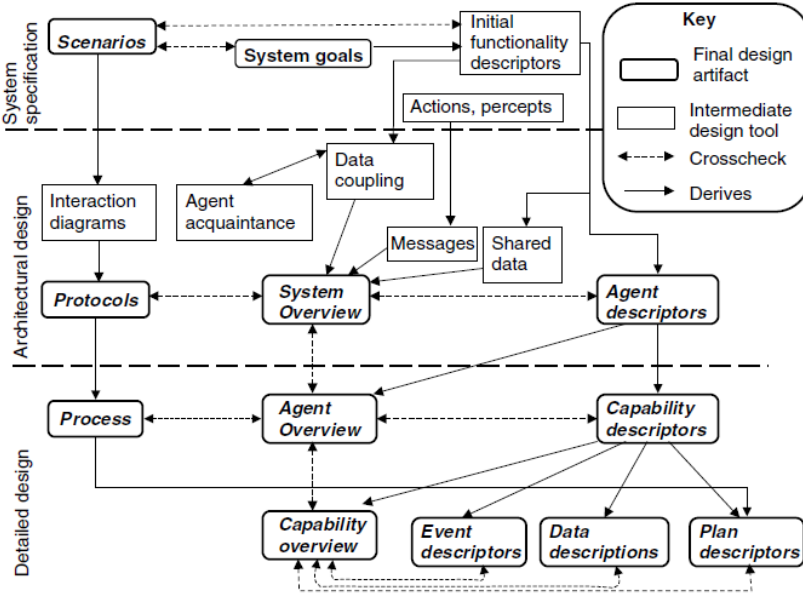 Key
Final design
artifact
Intermediate
design tool
Crosscheck
Derives
System
specification
Scenarios
System goals
Initial
functionality
descriptors
Actions, percepts
Architectural design
Interaction
diagrams
Agent
acquaintance
Data
coupling
Messages
Shared
data
Protocols
System
Overview
Agent
descriptors
Detailed design
Process
Agent
Overview
Capability
descriptors
Capability
overview
Event
descriptors
Data
descriptions
Plan
descriptors